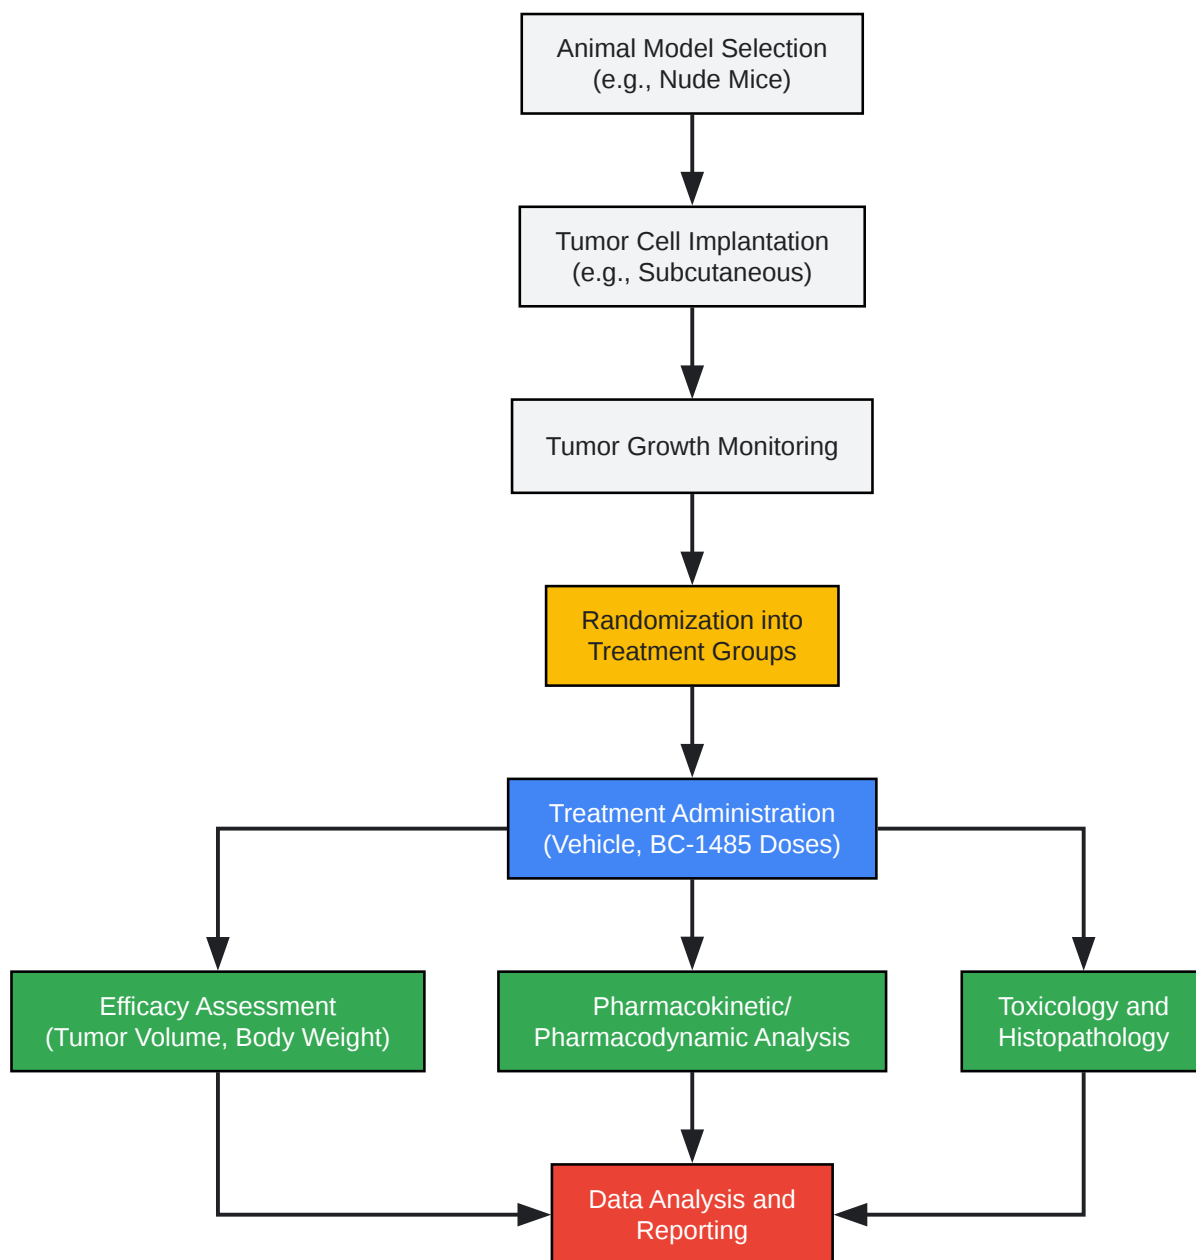 Animal Model Selection
(e.g., Nude Mice)
Tumor Cell Implantation
(e.g., Subcutaneous)
Tumor Growth Monitoring
Randomization into
Treatment Groups
Treatment Administration
(Vehicle, BC-1485 Doses)
Efficacy Assessment
(Tumor Volume, Body Weight)
Pharmacokinetic/
Pharmacodynamic Analysis
Toxicology and
Histopathology
Data Analysis and
Reporting